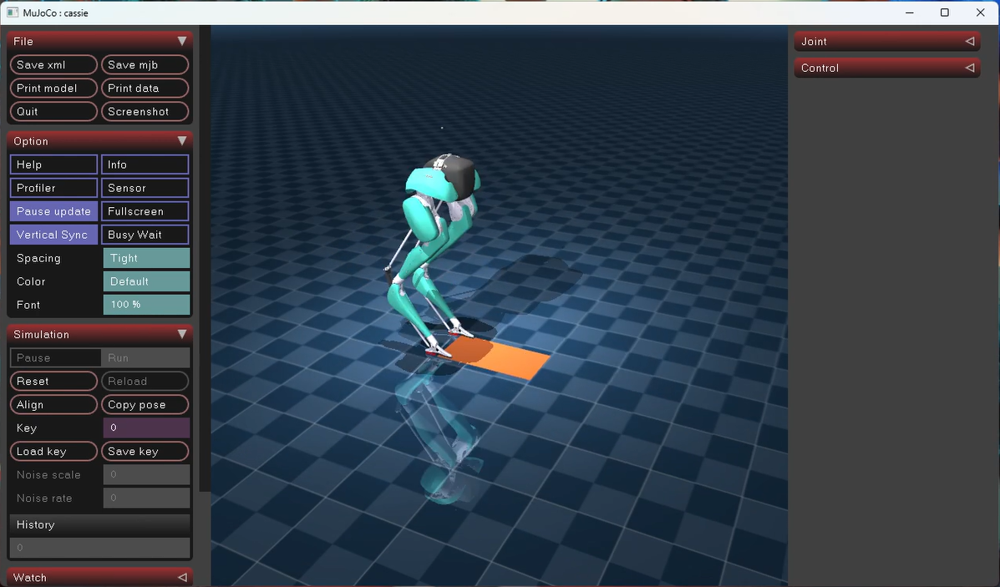 MuJoCo : cassie
File
Save xml Save mjb
Print model Print data
Quit Screenshot
Option
Help Info
Profiler Sensor
Pause update Fullscreen
Vertical Sync Busy Wait
Spacing Tight
Color Default
Font 100 %
Simulation
Pause Run
Reset Reload
Align Copy pose
Key 0
Load key Save key
Noise scale 0
Noise rate 0
History
0
Watch
Joint
Control